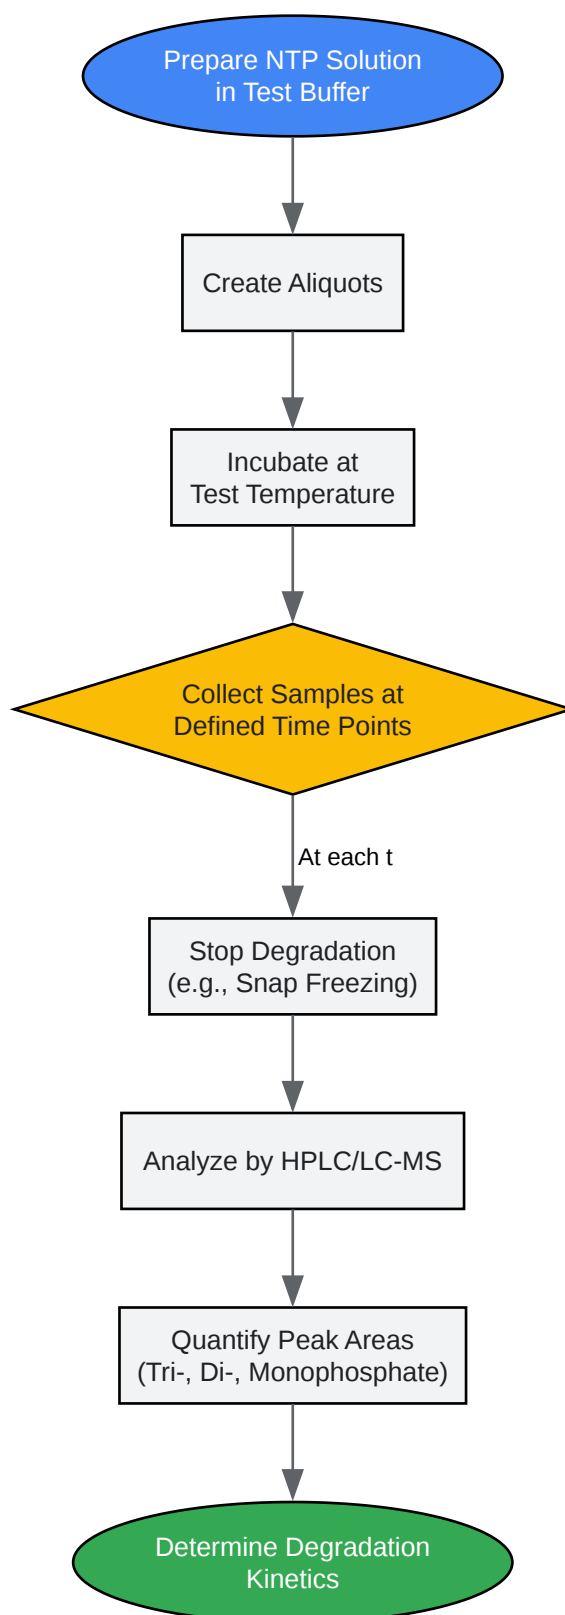 Prepare NTP Solution
in Test Buffer
Create Aliquots
Incubate at
Test Temperature
Collect Samples at
Defined Time Points
At each t
Stop Degradation
(e.g., Snap Freezing)
Analyze by HPLC/LC-MS
Quantify Peak Areas
(Tri-, Di-, Monophosphate)
Determine Degradation
Kinetics